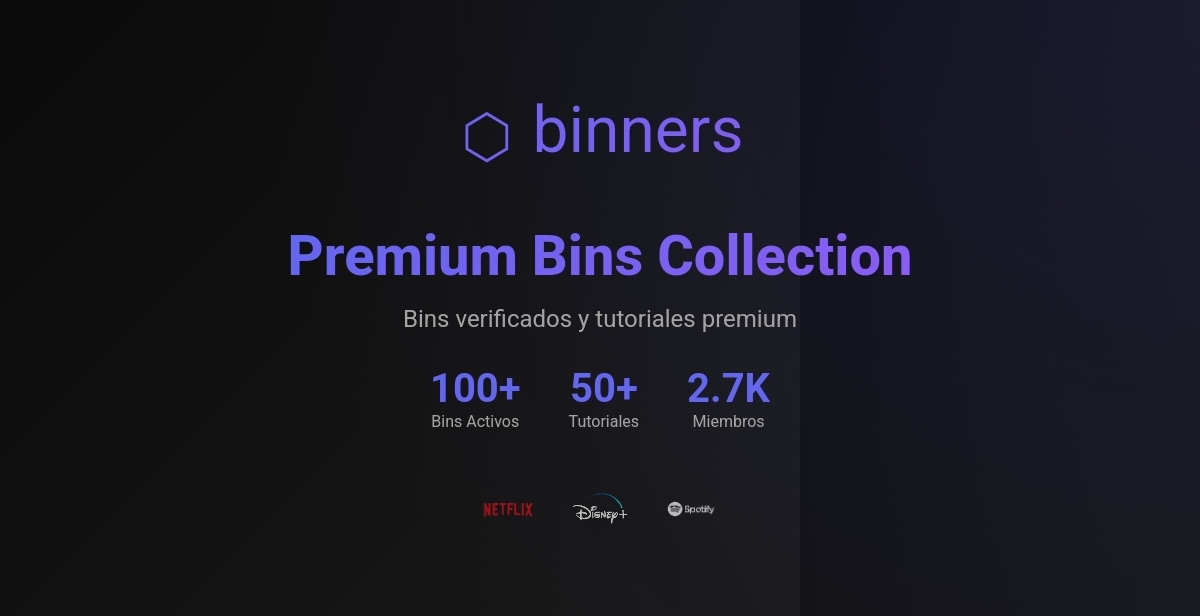 binners
Premium Bins Collection
Bins verificados y tutoriales premium
100+ 50+ 2.7K
Bins Activos Tutoriales Miembros
NETFLIX Disney+ Spotify